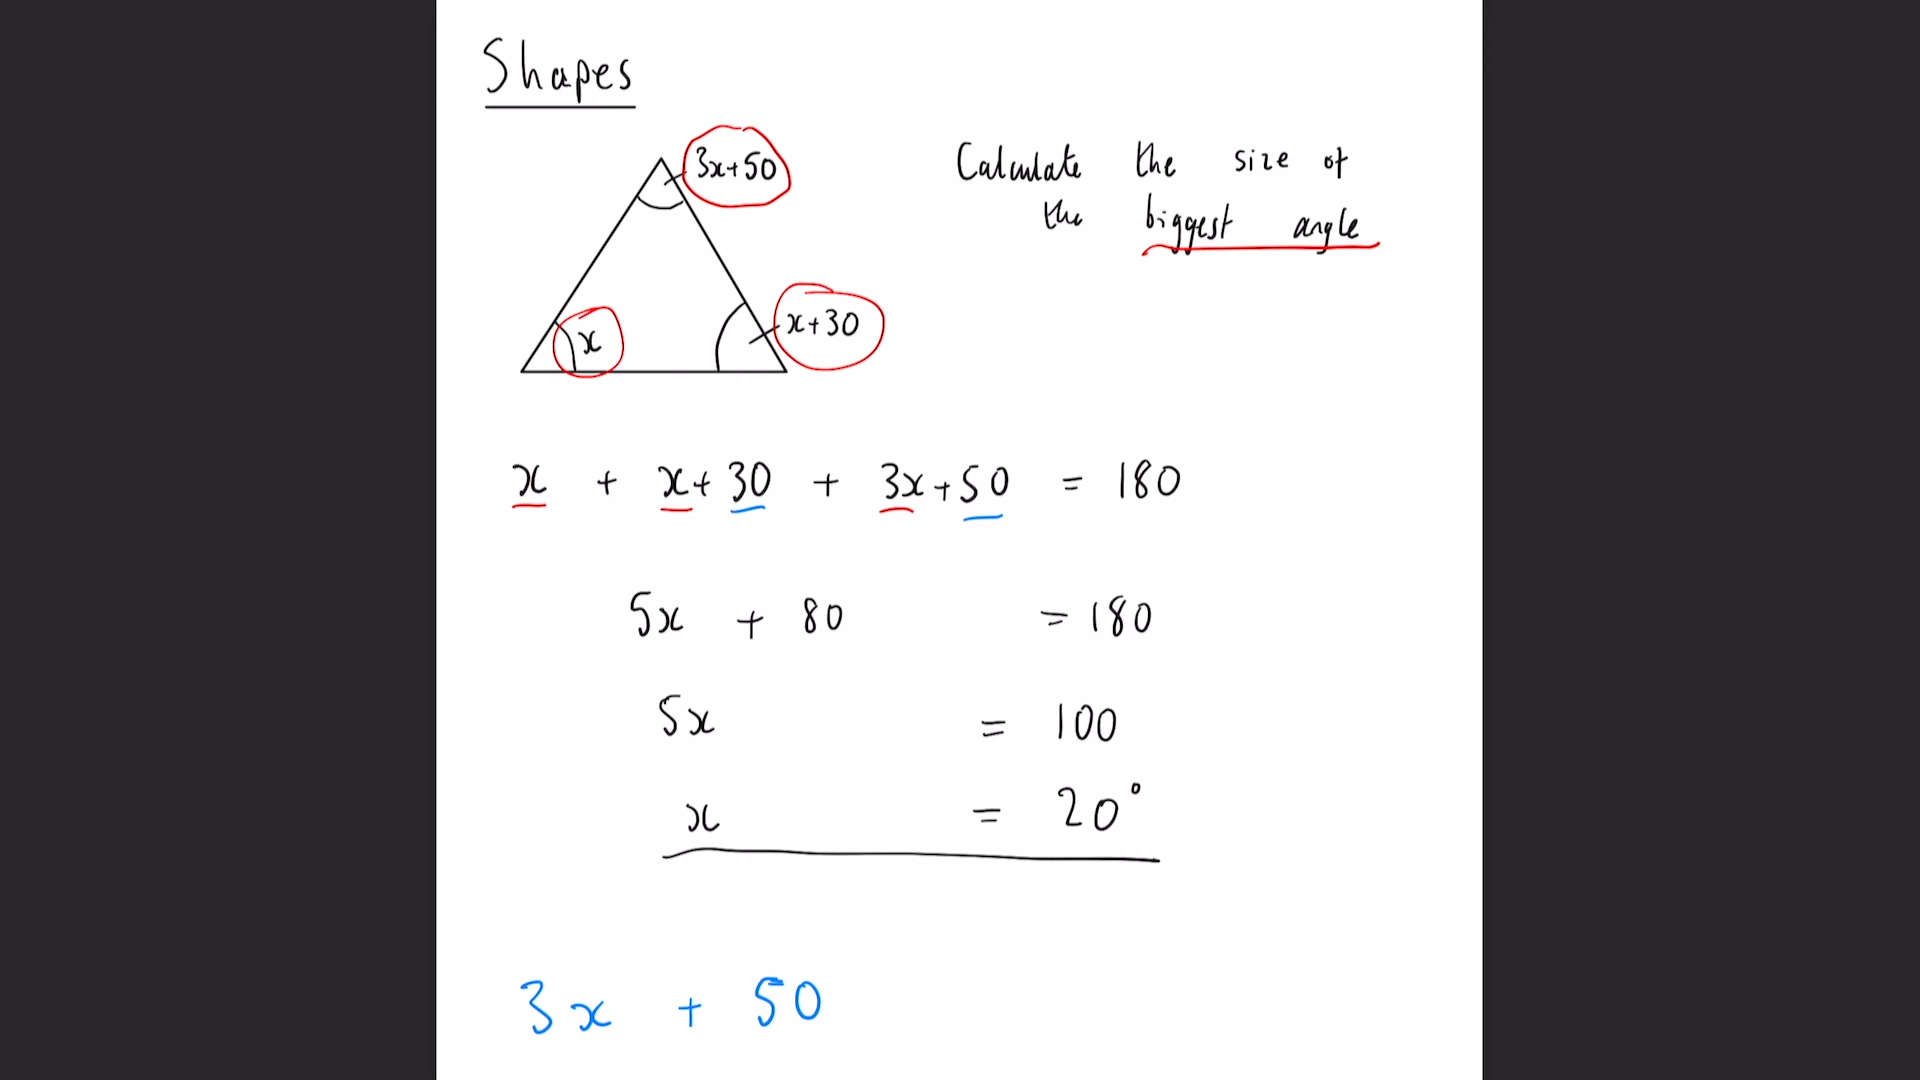 Shapes
3x+50
Calculate the size of
the biggest angle
x
x+30
x + x+30 + 3x+50 = 180
5x + 80 = 180
5x = 100
x = 20°
3x + 50